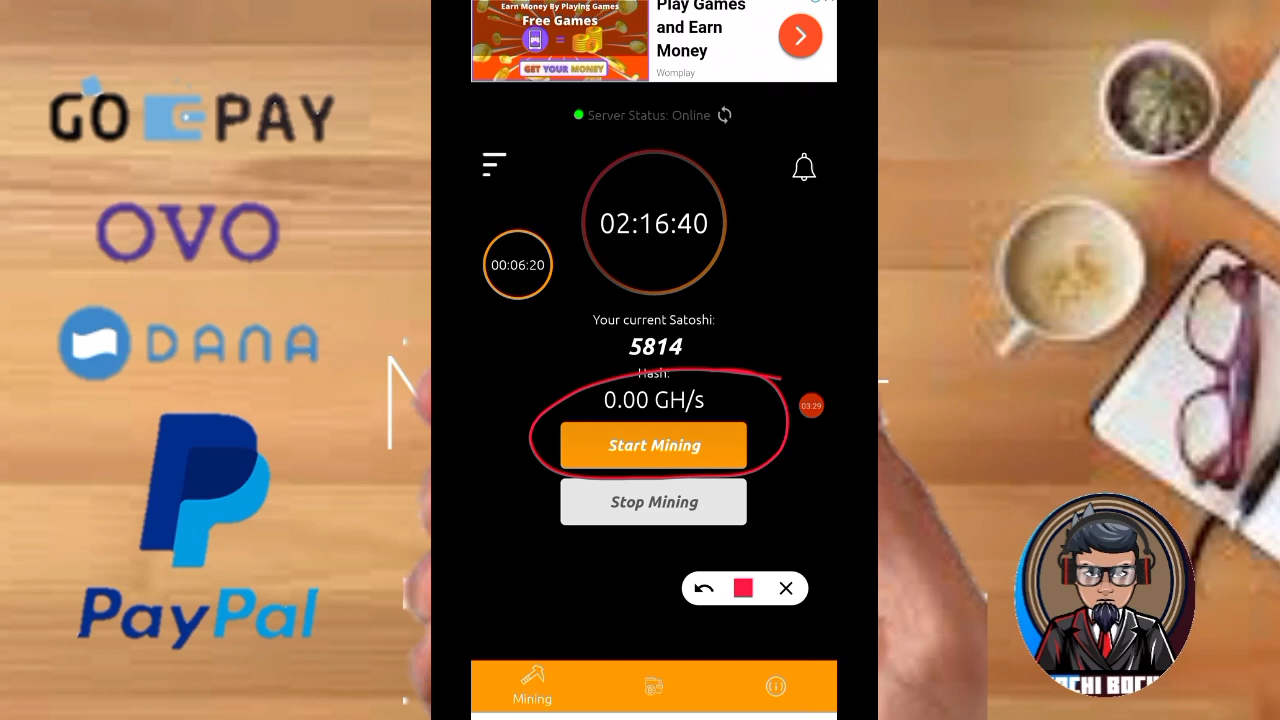 GO PAY
OVO
DANA
PayPal
Earn Money By Playing Games
Free Games
=
GET YOUR MONEY
Play Games
and Earn
Money
Womplay
Server Status: Online
02:16:40
00:06:20
Your current Satoshi:
5814
Hash:
0.00 GH/s
03:29
Start Mining
Stop Mining
Mining